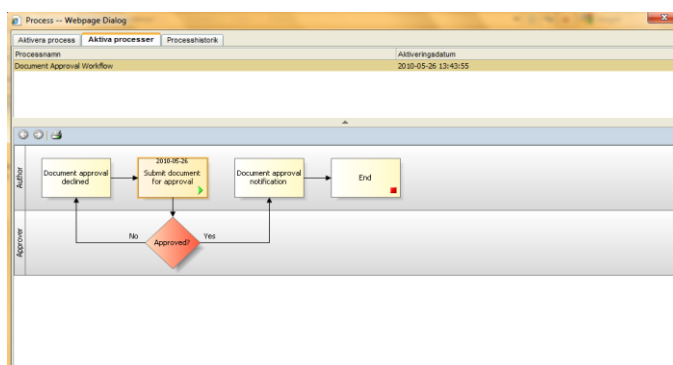 Process -- Webpage Dialog
Aktivera process
Aktiva processer
Processhistorik
Processnamn
Aktiveringsdatum
Document Approval Workflow
2010-05-26 13:43:55
Author
Document approval
declined
2010-05-26
Submit document
for approval
Document approval
notification
End
Approver
No
Approved?
Yes